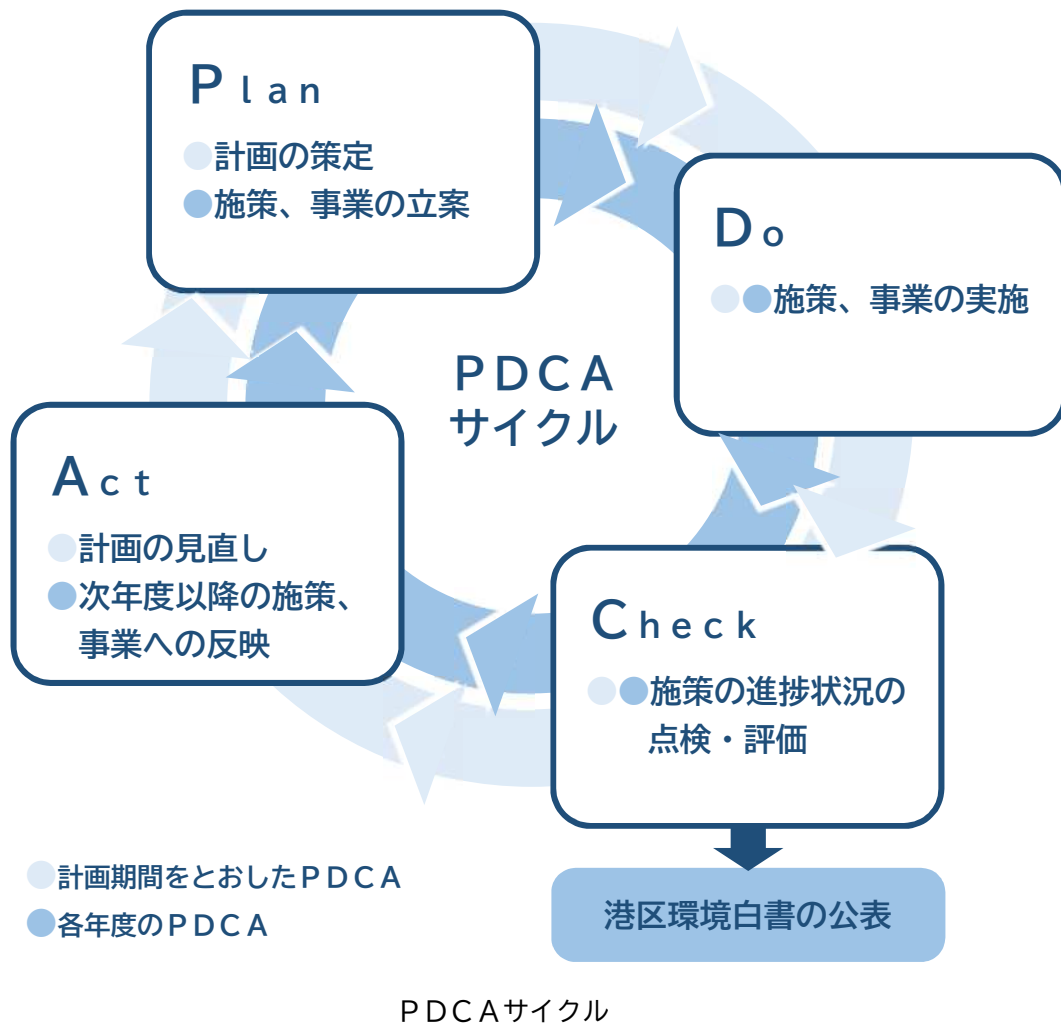 Plan
●計画の策定
●施策、事業の立案
Do
●●施策、事業の実施
PDCA
サイクル
Act
●計画の見直し
●次年度以降の施策、
事業への反映
Check
●●施策の進捗状況の
点検・評価
●計画期間をとおしたPDCA
●各年度のPDCA
港区環境白書の公表
PDCAサイクル